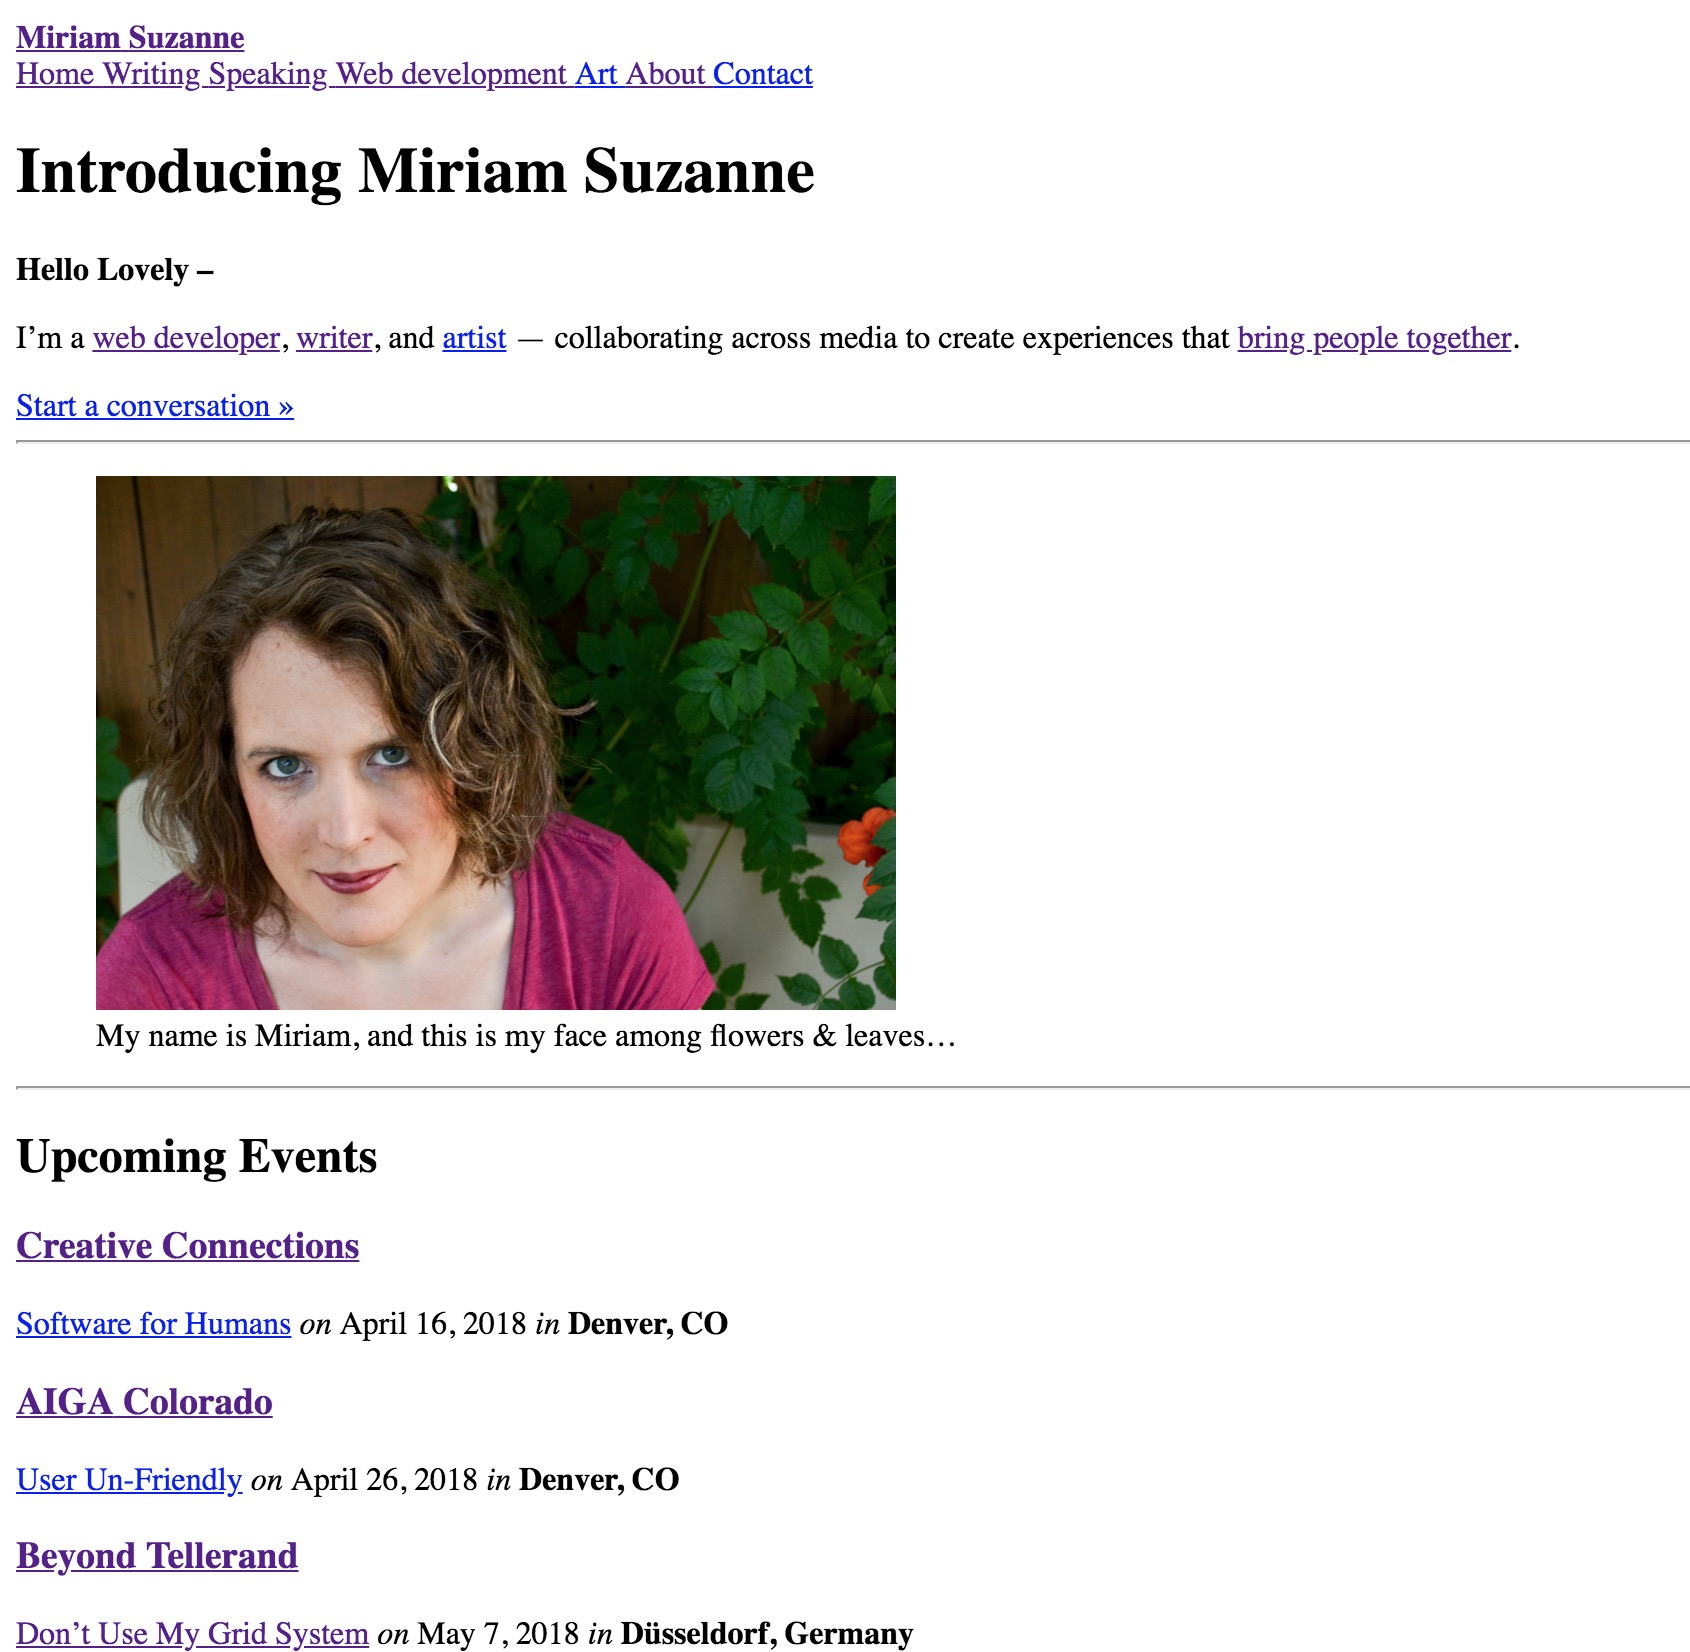 Miriam Suzanne
Home Writing Speaking Web development Art About Contact
Introducing Miriam Suzanne
Hello Lovely –
I’m a web developer, writer, and artist — collaborating across media to create experiences that bring people together.
Start a conversation »
My name is Miriam, and this is my face among flowers & leaves…
Upcoming Events
Creative Connections
Software for Humans on April 16, 2018 in Denver, CO
AIGA Colorado
User Un-Friendly on April 26, 2018 in Denver, CO
Beyond Tellerand
Don’t Use My Grid System on May 7, 2018 in Düsseldorf, Germany